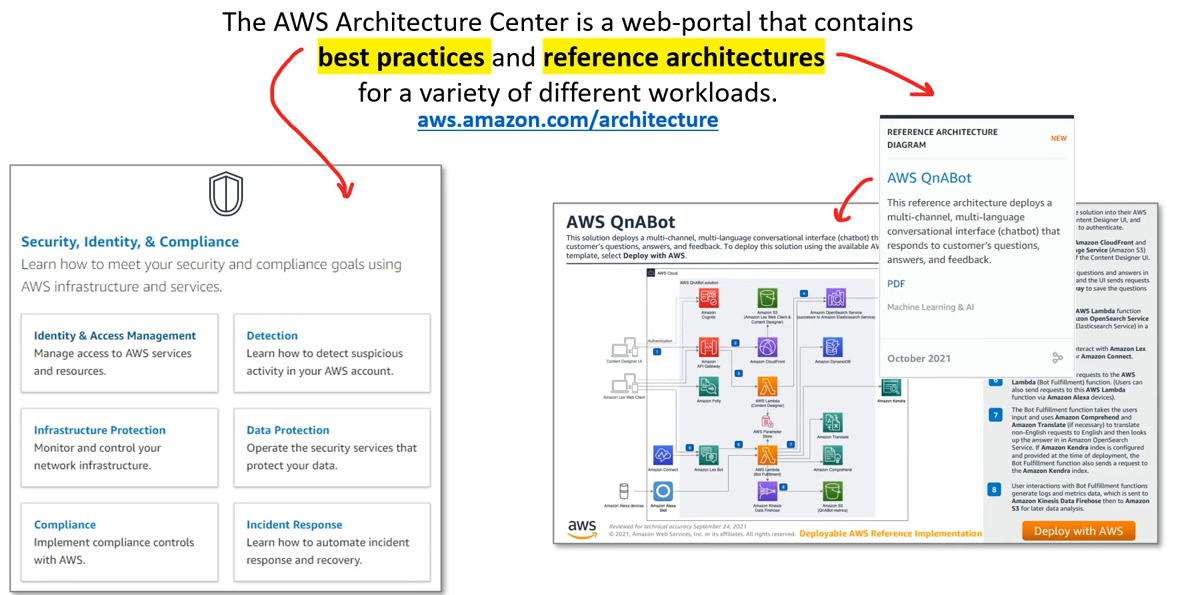 The AWS Architecture Center is a web-portal that contains
best practices and reference architectures
for a variety of different workloads.
aws.amazon.com/architecture
Security, Identity, & Compliance
Learn how to meet your security and compliance goals using
AWS infrastructure and services.
Identity & Access Management
Manage access to AWS services
and resources.
Detection
Learn how to detect suspicious
activity in your AWS account.
Infrastructure Protection
Monitor and control your
network infrastructure.
Data Protection
Operate the security services that
protect your data.
Compliance
Implement compliance controls
with AWS.
Incident Response
Learn how to automate incident
response and recovery.
REFERENCE ARCHITECTURE
DIAGRAM
NEW
AWS QnABot
This reference architecture deploys a
multi-channel, multi-language
conversational interface (chatbot) that
responds to customer's questions,
answers, and feedback.
PDF
Machine Learning & AI
October 2021
AWS QnABot
This solution deploys a multi-channel, multi-language conversational interface (chatbot) th
customer's questions, answers, and feedback. To deploy this solution using the available AW
template, select Deploy with AWS.
AWS Cloud
AWS QnABot solution
Amazon
Cognito
Amazon S3
(Amazon Lex Web Client &
Content Designer)
4
Amazon OpenSearch Service
(successor to Amazon Elasticsearch Service)
Authentication
1
Content Designer UI
2
Amazon
API Gateway
Amazon CloudFront
Amazon DynamoDB
3
Amazon Lex Web Client
Amazon Polly
AWS Lambda
(Content Designer)
Amazon Kendra
AWS Parameter
Store
Amazon Translate
5
6
7
Amazon Connect
Amazon Lex Bot
AWS Lambda
(Bot Fulfillment)
Amazon Comprehend
8
Amazon Alexa devices
Amazon Alexa
Skill
Amazon Kinesis
Data Firehose
Amazon S3
(QnABot metrics)
e solution into their AWS
ntent Designer UI, and
to authenticate.
Amazon CloudFront and
ge Service (Amazon S3)
f the Content Designer UI.
questions and answers in
and the UI sends requests
ay to save the questions
AWS Lambda function
zon OpenSearch Service
Elasticsearch Service) in a
nteract with Amazon Lex
r Amazon Connect.
6
requests to the AWS
Lambda (Bot Fulfillment) function. (Users can
also send requests to this AWS Lambda
function via Amazon Alexa devices).
7
The Bot Fulfillment function takes the users
input and uses Amazon Comprehend and
Amazon Translate (if necessary) to translate
non-English requests to English and then looks
up the answer in in Amazon OpenSearch
Service. If Amazon Kendra index is configured
and provided at the time of deployment, the
Bot Fulfillment function also sends a request to
the Amazon Kendra index.
8
User interactions with Bot Fulfillment functions
generate logs and metrics data, which is sent to
Amazon Kinesis Data Firehose then to Amazon
S3 for later data analysis.
aws
Reviewed for technical accuracy September 24, 2021
© 2021, Amazon Web Services, Inc. or its affiliates. All rights reserved.
Deployable AWS Reference Implementation
Deploy with AWS